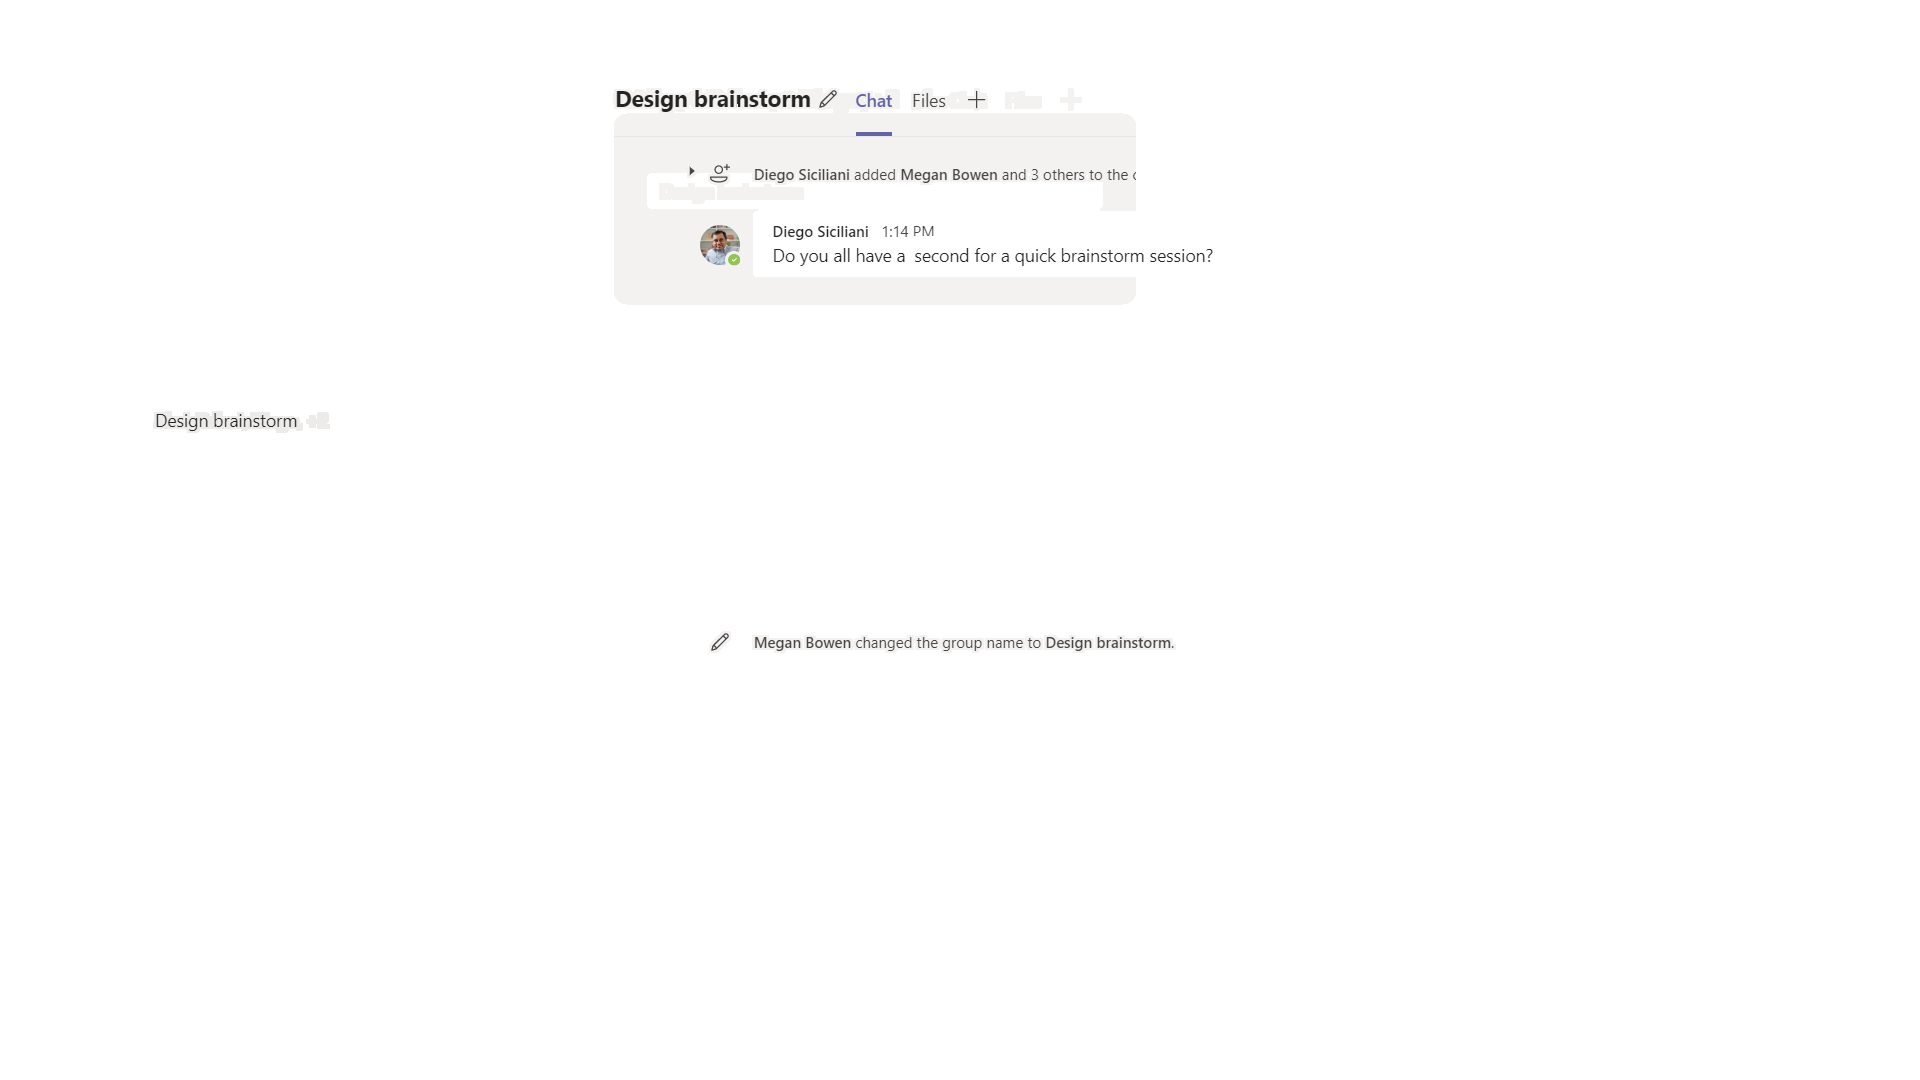 Design brainstorm Chat Files
Diego Siciliani added Megan Bowen and 3 others to the
Diego Siciliani 1:14 PM
Do you all have a second for a quick brainstorm session?
Design brainstorm
Megan Bowen changed the group name to Design brainstorm.